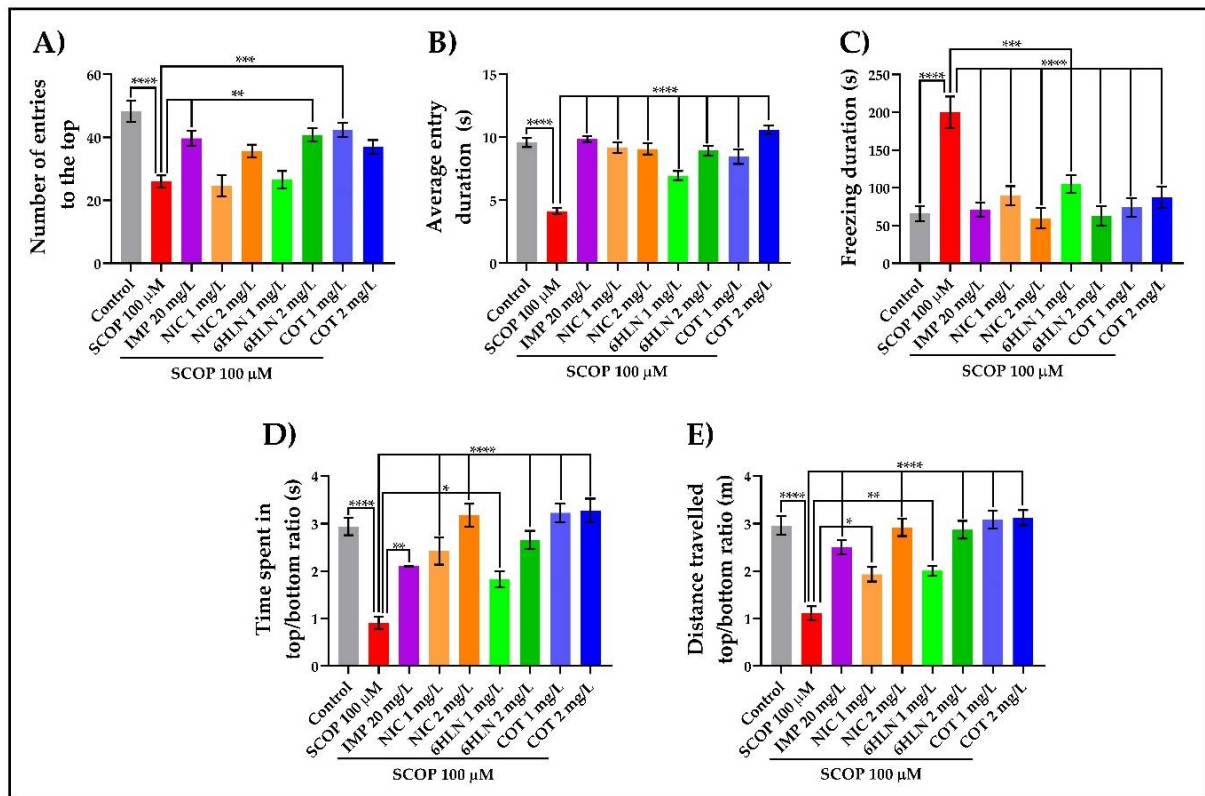 A)
Number of entries
to the top
60
40
20
0
****
**
***
Control
SCOP 100 µM
IMP 20 mg/L
NIC 1 mg/L
NIC 2 mg/L
6HLN 1 mg/L
6HLN 2 mg/L
COT 1 mg/L
COT 2 mg/L
SCOP 100 µM
B)
Average entry
duration (s)
15
10
5
0
****
****
Control
SCOP 100 µM
IMP 20 mg/L
NIC 1 mg/L
NIC 2 mg/L
6HLN 1 mg/L
6HLN 2 mg/L
COT 1 mg/L
COT 2 mg/L
SCOP 100 µM
C)
Freezing duration (s)
250
200
150
100
50
0
****
***
****
Control
SCOP 100 µM
IMP 20 mg/L
NIC 1 mg/L
NIC 2 mg/L
6HLN 1 mg/L
6HLN 2 mg/L
COT 1 mg/L
COT 2 mg/L
SCOP 100 µM
D)
Time spent in
top/bottom ratio (s)
4
3
2
1
0
****
****
*
**
Control
SCOP 100 µM
IMP 20 mg/L
NIC 1 mg/L
NIC 2 mg/L
6HLN 1 mg/L
6HLN 2 mg/L
COT 1 mg/L
COT 2 mg/L
SCOP 100 µM
E)
Distance travelled
top/bottom ratio (m)
4
3
2
1
0
****
****
**
*
Control
SCOP 100 µM
IMP 20 mg/L
NIC 1 mg/L
NIC 2 mg/L
6HLN 1 mg/L
6HLN 2 mg/L
COT 1 mg/L
COT 2 mg/L
SCOP 100 µM